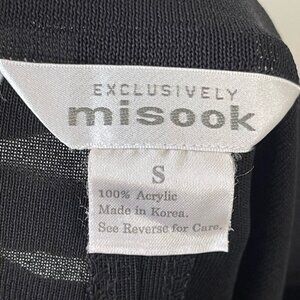 EXCLUSIVELY
misook
S
100% Acrylic
Made in Korea.
See Reverse for Care.